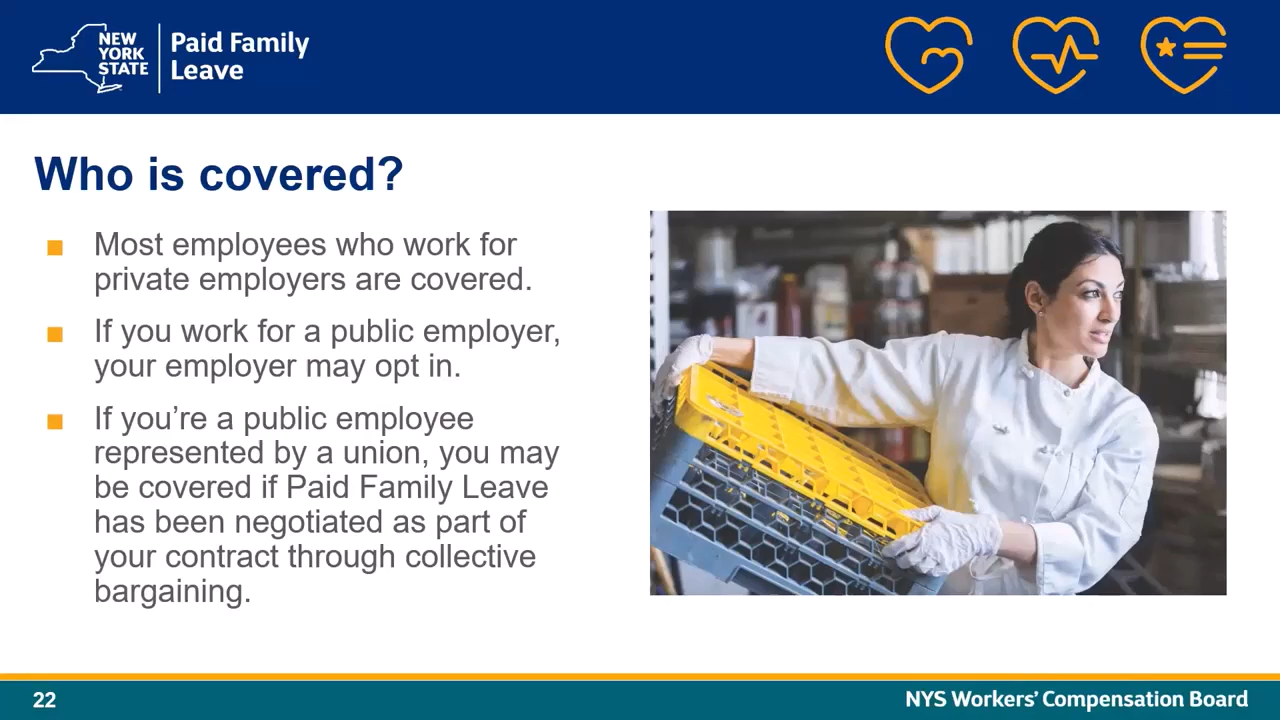 NEW
YORK
STATE
Paid Family
Leave
Who is covered?
Most employees who work for
private employers are covered.
If you work for a public employer,
your employer may opt in.
If you’re a public employee
represented by a union, you may
be covered if Paid Family Leave
has been negotiated as part of
your contract through collective
bargaining.
22
NYS Workers’ Compensation Board